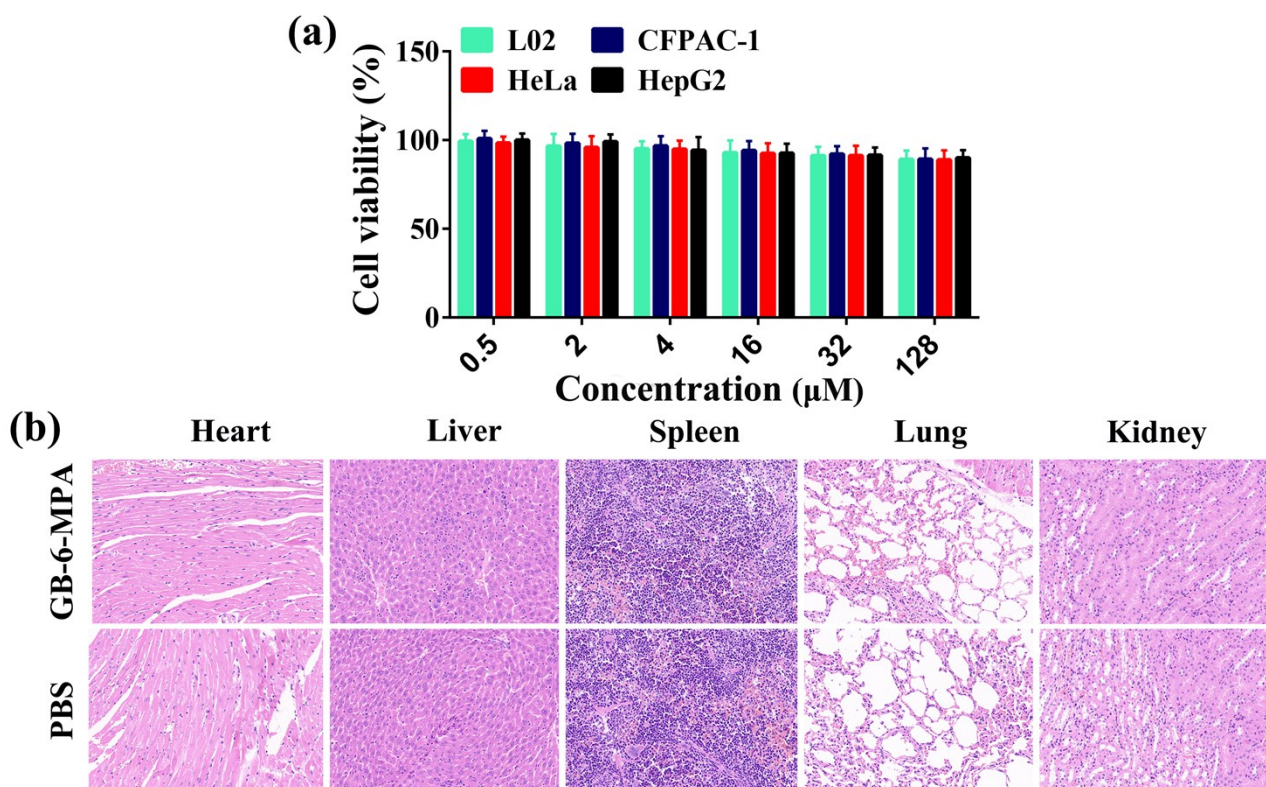 (a)
L02 CFPAC-1
HeLa HepG2
Cell viability (%)
150
100
50
0
0.5 2 4 16 32 128
Concentration (μM)
(b)
Heart Liver Spleen Lung Kidney
GB-6-MPA
PBS